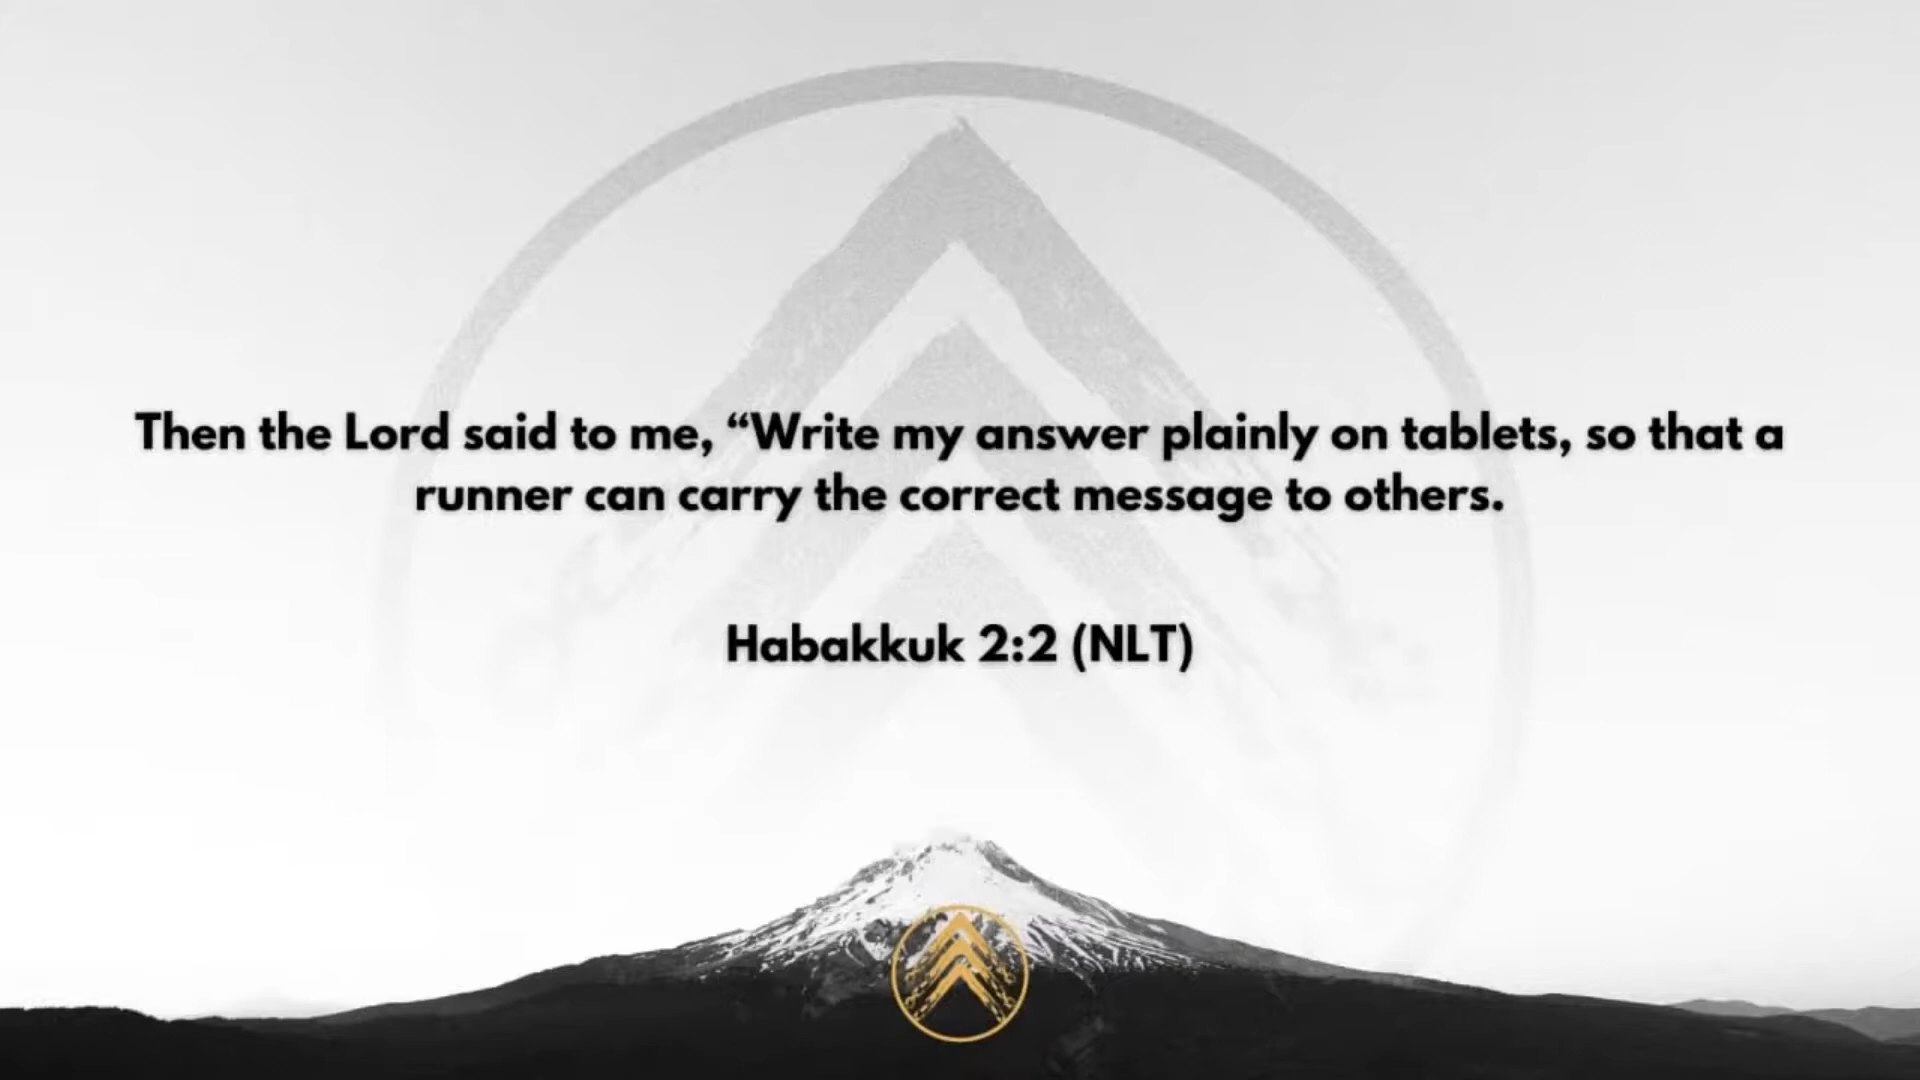 Then the Lord said to me, “Write my answer plainly on tablets, so that a
runner can carry the correct message to others.
Habakkuk 2:2 (NLT)